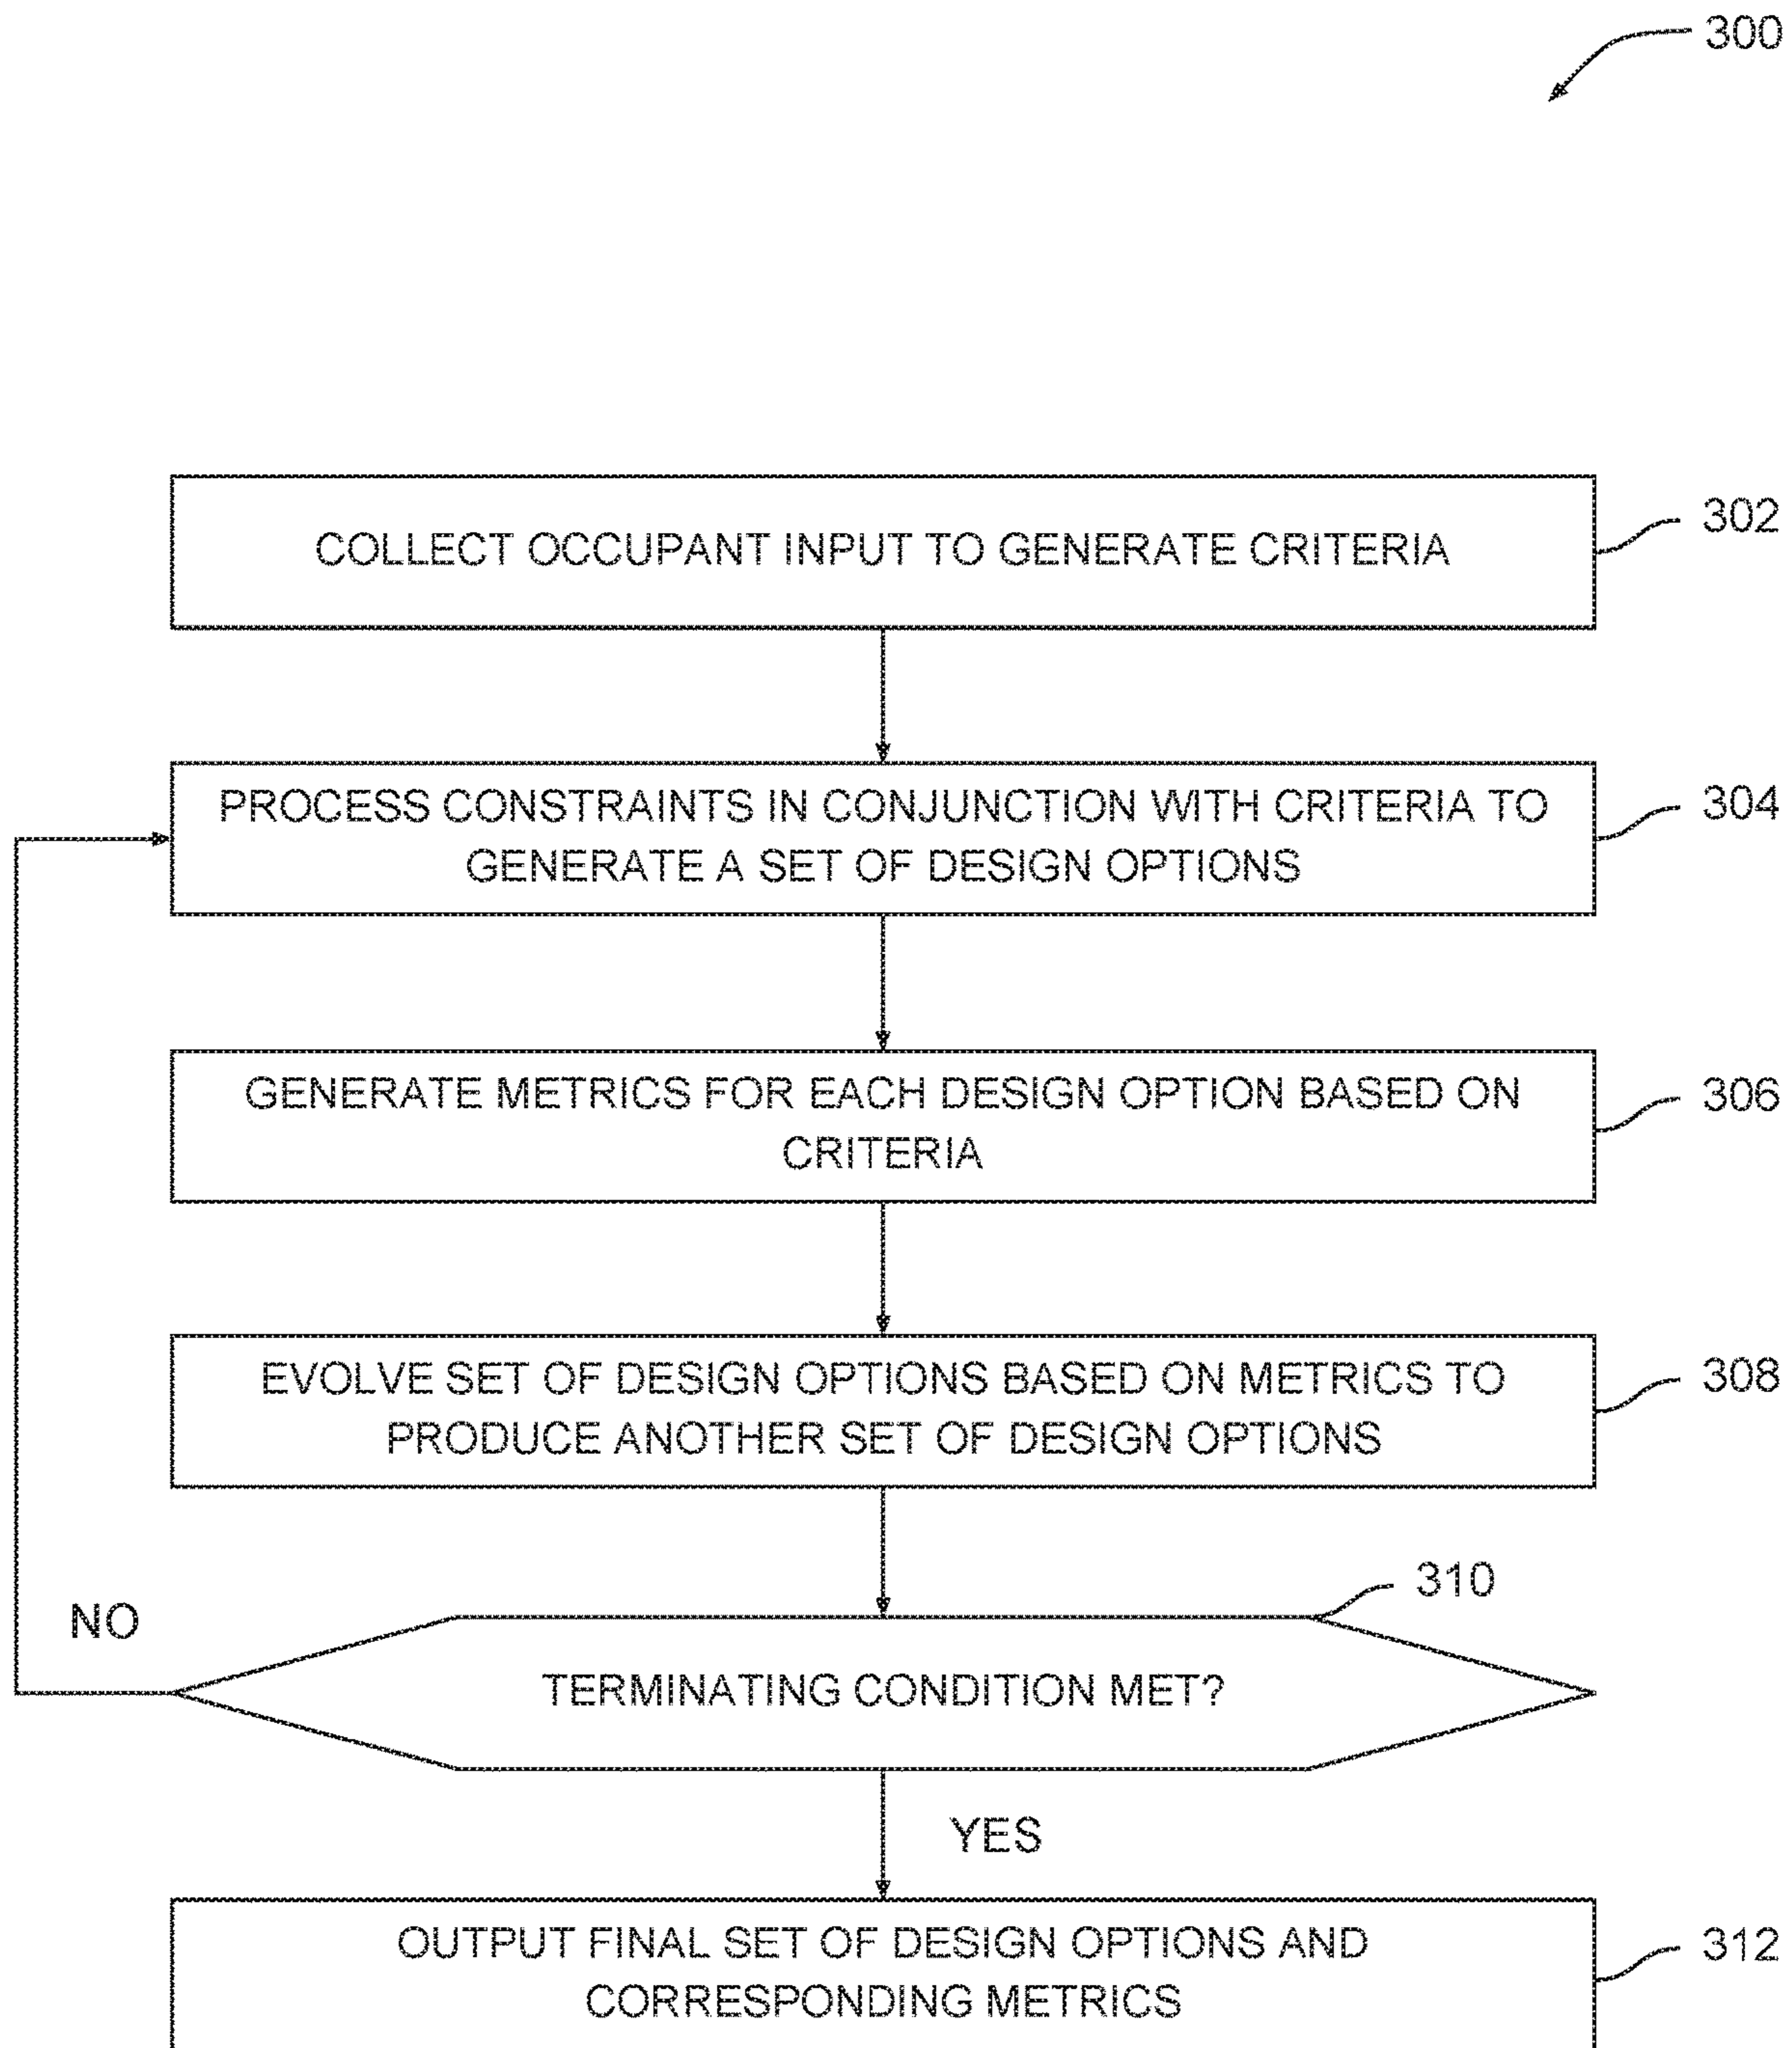 300
COLLECT OCCUPANT INPUT TO GENERATE CRITERIA
302
PROCESS CONSTRAINTS IN CONJUNCTION WITH CRITERIA TO
GENERATE A SET OF DESIGN OPTIONS
304
GENERATE METRICS FOR EACH DESIGN OPTION BASED ON
CRITERIA
306
EVOLVE SET OF DESIGN OPTIONS BASED ON METRICS TO
PRODUCE ANOTHER SET OF DESIGN OPTIONS
308
310
NO
TERMINATING CONDITION MET?
YES
OUTPUT FINAL SET OF DESIGN OPTIONS AND
CORRESPONDING METRICS
312